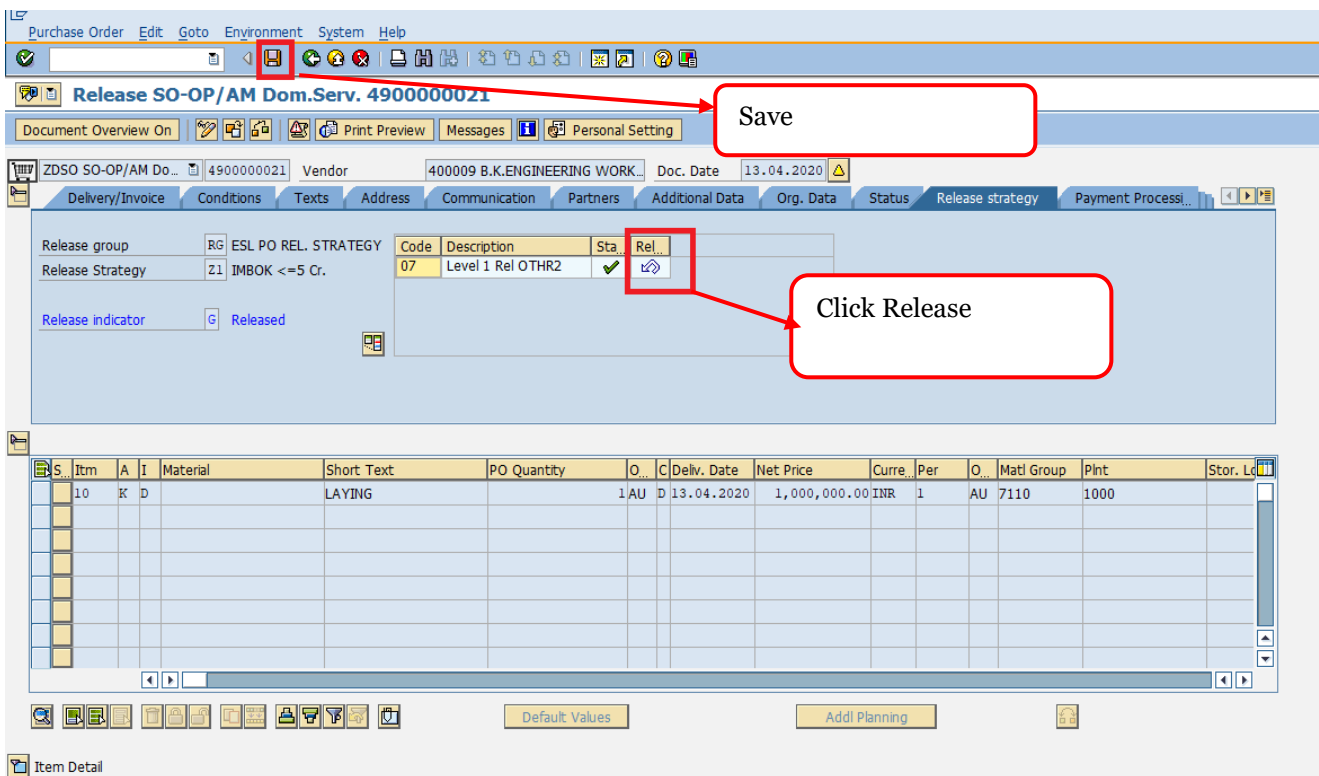 Purchase Order Edit Goto Environment System Help
Release SO-OP/AM Dom.Serv. 4900000021
Save
Document Overview On Print Preview Messages Personal Setting
ZDSO SO-OP/AM Do... 4900000021 Vendor 400009 B.K.ENGINEERING WORK... Doc. Date 13.04.2020
Delivery/Invoice Conditions Texts Address Communication Partners Additional Data Org. Data Status Release strategy Payment Processi...
Release group RG ESL PO REL. STRATEGY Code Description Sta... Rel...
Release Strategy Z1 IMBOK <=5 Cr. 07 Level 1 Rel OTHR2
Click Release
Release indicator G Released
S... Itm A I Material Short Text PO Quantity O... C Deliv. Date Net Price Curre... Per O... Matl Group Plnt Stor. Lo
10 K D LAYING 1 AU D 13.04.2020 1,000,000.00 INR 1 AU 7110 1000
Default Values Addl Planning
Item Detail